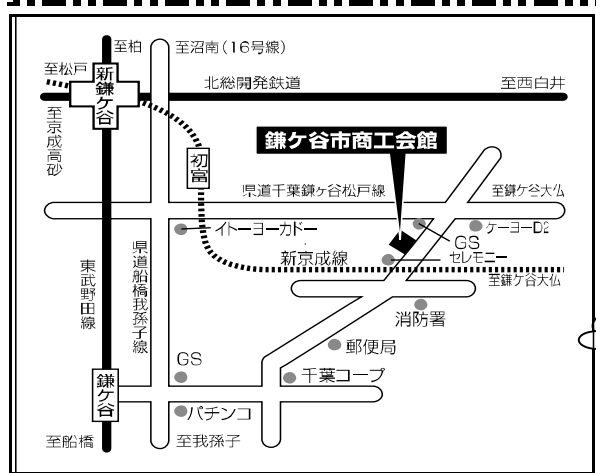 至柏
至沼南(16号線)
至松戸
新鎌ケ谷
北総開発鉄道
至西白井
至京成高砂
鎌ケ谷市商工会館
初富
県道千葉鎌ヶ谷松戸線
至鎌ケ谷大仏
イトーヨーカドー
GS
ケーヨーD2
新京成線
セレモニー
至鎌ケ谷大仏
東武野田線
県道船橋我孫子線
消防署
郵便局
GS
千葉コープ
鎌ケ谷
パチンコ
至船橋
至我孫子